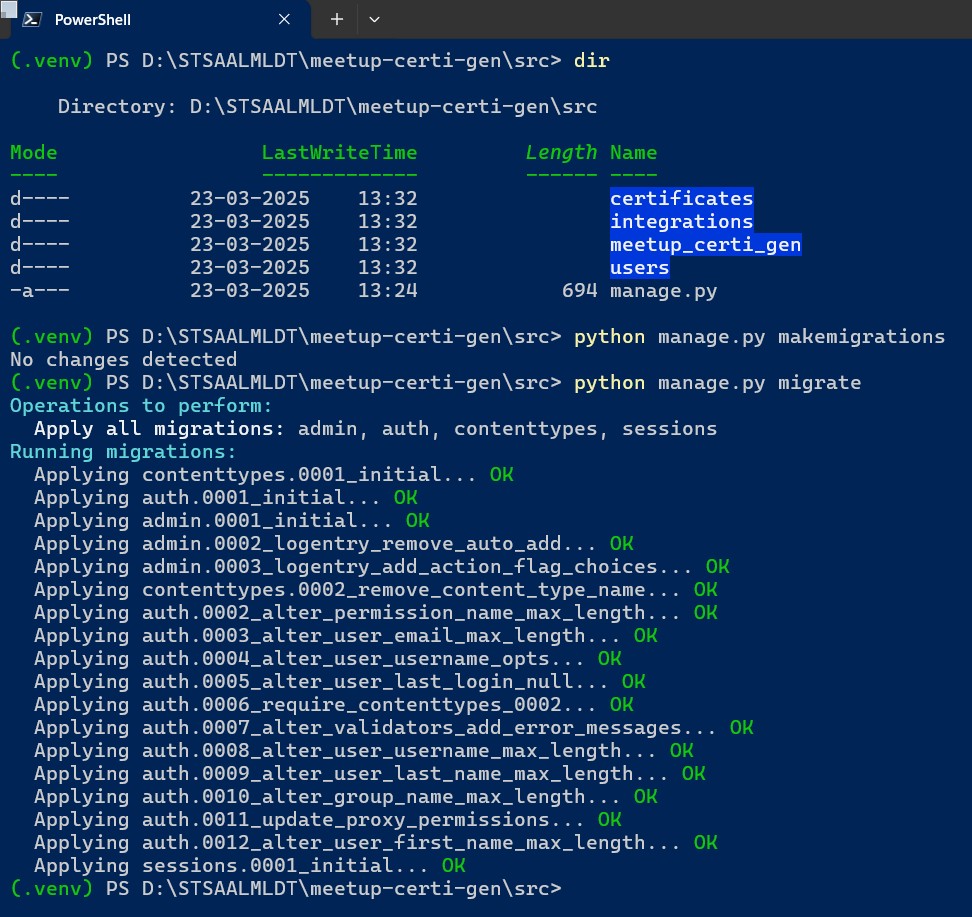 PowerShell
(.venv) PS D:\STSAALMLDT\meetup-certi-gen\src> dir
Directory: D:\STSAALMLDT\meetup-certi-gen\src
Mode LastWriteTime Length Name
---- ------------- ------ ----
d---- 23-03-2025 13:32 certificates
d---- 23-03-2025 13:32 integrations
d---- 23-03-2025 13:32 meetup_certi_gen
d---- 23-03-2025 13:32 users
-a--- 23-03-2025 13:24 694 manage.py
(.venv) PS D:\STSAALMLDT\meetup-certi-gen\src> python manage.py makemigrations
No changes detected
(.venv) PS D:\STSAALMLDT\meetup-certi-gen\src> python manage.py migrate
Operations to perform:
Apply all migrations: admin, auth, contenttypes, sessions
Running migrations:
Applying contenttypes.0001_initial... OK
Applying auth.0001_initial... OK
Applying admin.0001_initial... OK
Applying admin.0002_logentry_remove_auto_add... OK
Applying admin.0003_logentry_add_action_flag_choices... OK
Applying contenttypes.0002_remove_content_type_name... OK
Applying auth.0002_alter_permission_name_max_length... OK
Applying auth.0003_alter_user_email_max_length... OK
Applying auth.0004_alter_user_username_opts... OK
Applying auth.0005_alter_user_last_login_null... OK
Applying auth.0006_require_contenttypes_0002... OK
Applying auth.0007_alter_validators_add_error_messages... OK
Applying auth.0008_alter_user_username_max_length... OK
Applying auth.0009_alter_user_last_name_max_length... OK
Applying auth.0010_alter_group_name_max_length... OK
Applying auth.0011_update_proxy_permissions... OK
Applying auth.0012_alter_user_first_name_max_length... OK
Applying sessions.0001_initial... OK
(.venv) PS D:\STSAALMLDT\meetup-certi-gen\src>